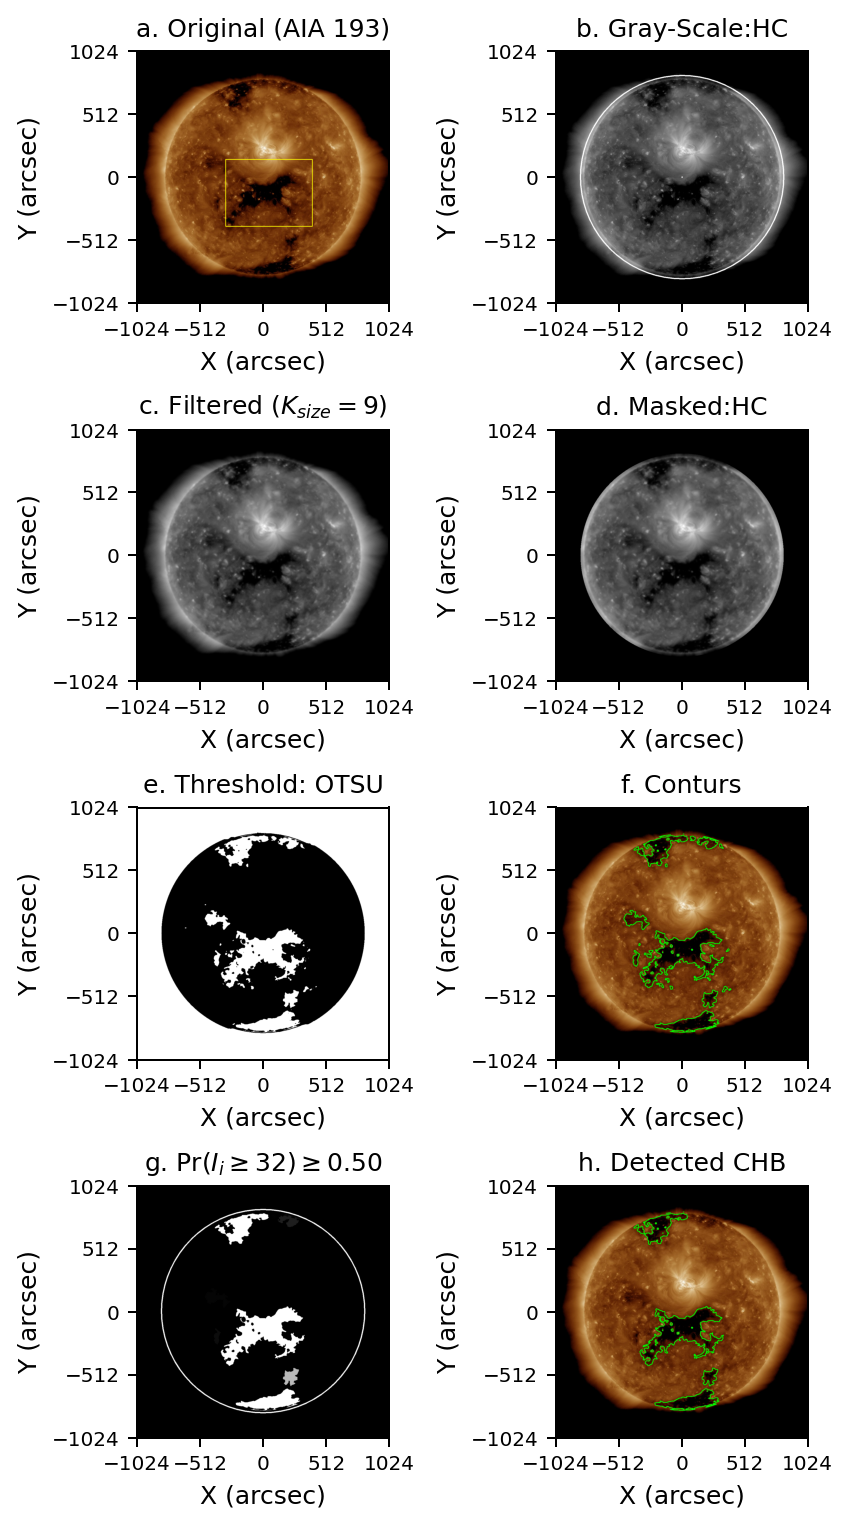 a. Original (AIA 193)
1024
512
0
−512
−1024
Y (arcsec)
−1024 −512 0 512 1024
X (arcsec)
b. Gray-Scale:HC
1024
512
0
−512
−1024
Y (arcsec)
−1024 −512 0 512 1024
X (arcsec)
c. Filtered (K_size = 9)
1024
512
0
−512
−1024
Y (arcsec)
−1024 −512 0 512 1024
X (arcsec)
d. Masked:HC
1024
512
0
−512
−1024
Y (arcsec)
−1024 −512 0 512 1024
X (arcsec)
e. Threshold: OTSU
1024
512
0
−512
−1024
Y (arcsec)
−1024 −512 0 512 1024
X (arcsec)
f. Conturs
1024
512
0
−512
−1024
Y (arcsec)
−1024 −512 0 512 1024
X (arcsec)
g. Pr(I_i ≥ 32) ≥ 0.50
1024
512
0
−512
−1024
Y (arcsec)
−1024 −512 0 512 1024
X (arcsec)
h. Detected CHB
1024
512
0
−512
−1024
Y (arcsec)
−1024 −512 0 512 1024
X (arcsec)